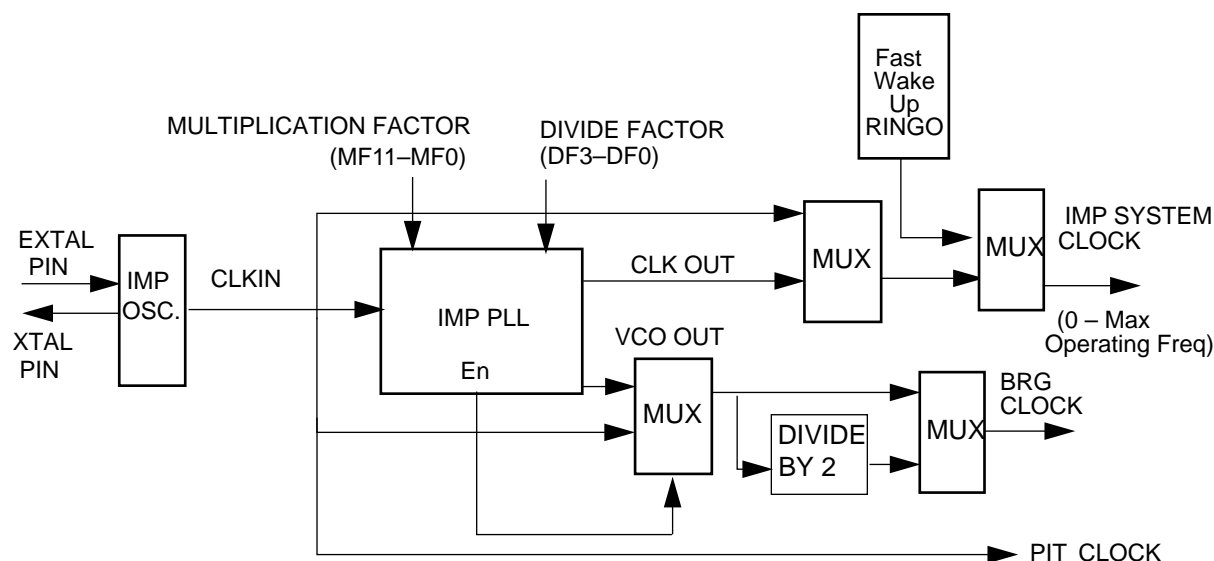 Fast
Wake
Up
RINGO
MULTIPLICATION FACTOR
(MF11–MF0)
DIVIDE FACTOR
(DF3–DF0)
EXTAL
PIN
IMP
OSC.
XTAL
PIN
CLKIN
IMP PLL
En
CLK OUT
VCO OUT
MUX
MUX
IMP SYSTEM
CLOCK
(0 – Max
Operating Freq)
MUX
DIVIDE
BY 2
MUX
BRG
CLOCK
PIT CLOCK